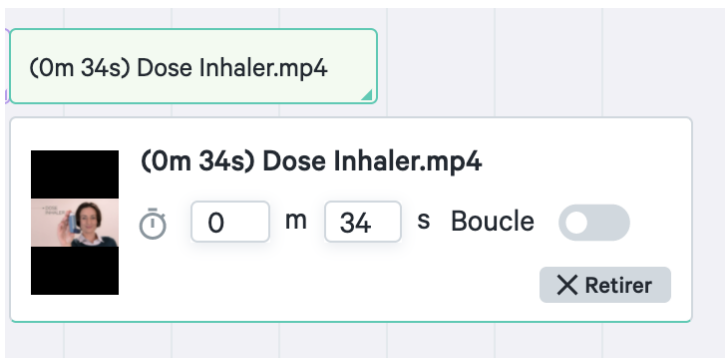 (0m 34s) Dose Inhaler.mp4
(0m 34s) Dose Inhaler.mp4
0 m 34 s Boucle
Retirer